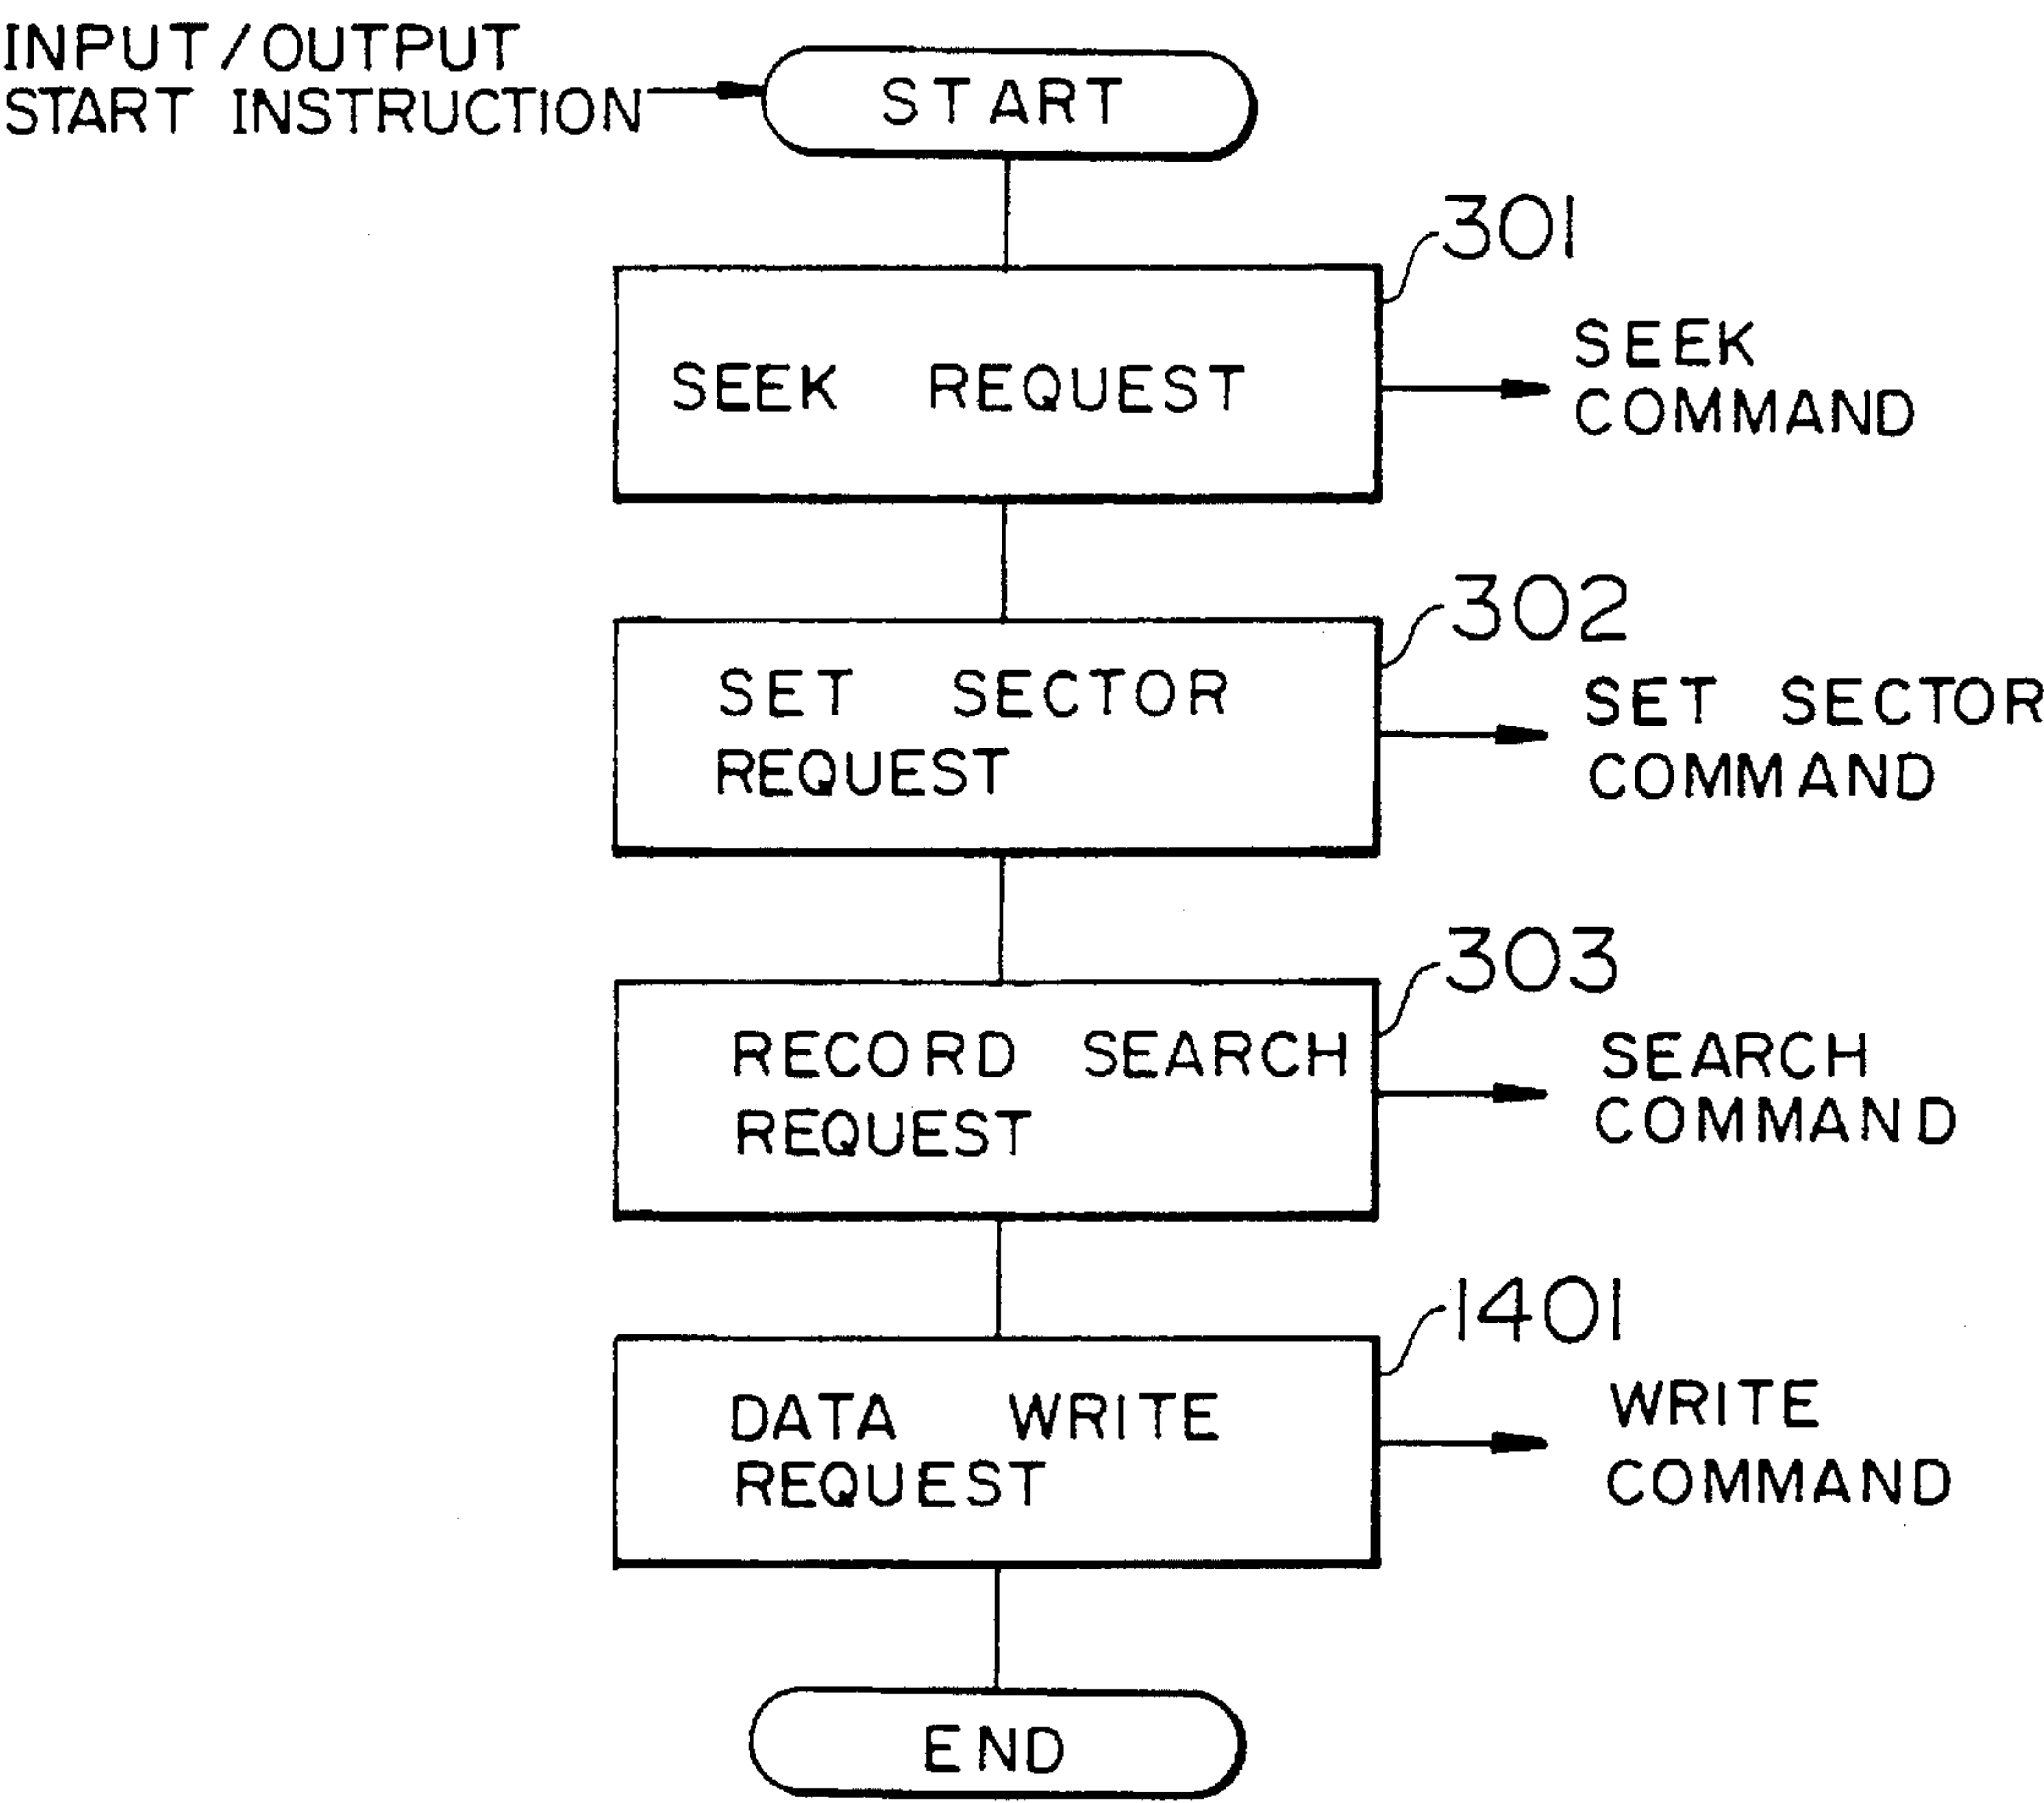 INPUT/OUTPUT
START INSTRUCTION
START
301
SEEK REQUEST
SEEK
COMMAND
302
SET SECTOR
REQUEST
SET SECTOR
COMMAND
303
RECORD SEARCH
REQUEST
SEARCH
COMMAND
1401
DATA WRITE
REQUEST
WRITE
COMMAND
END